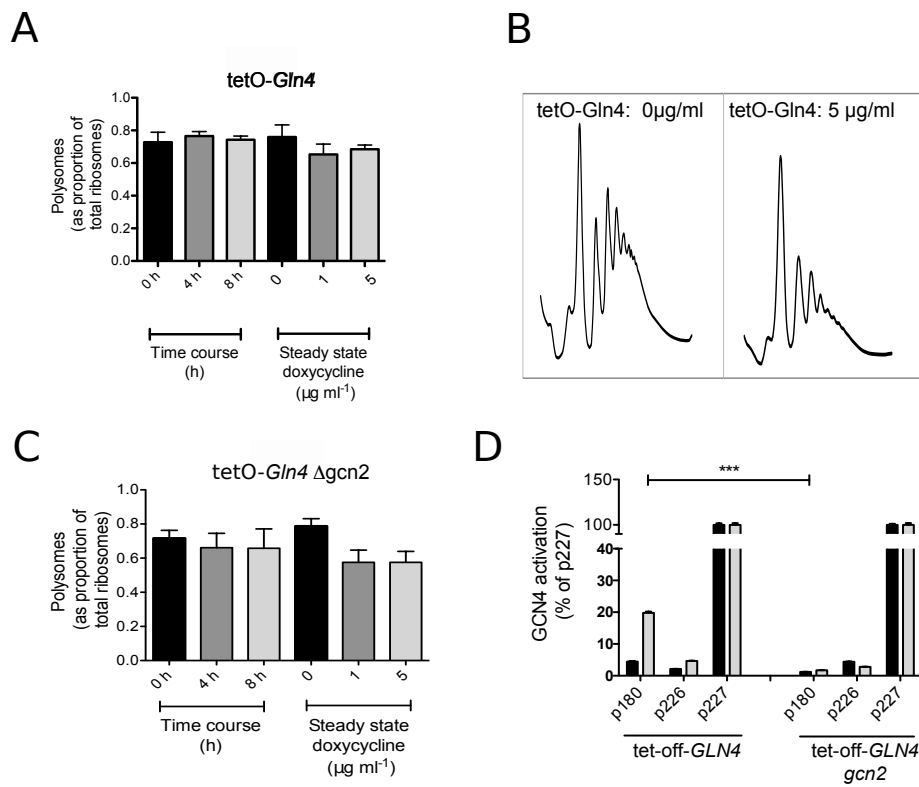 A
tetO-Gln4
Polysomes
(as proportion of
total ribosomes)
1.0
0.8
0.6
0.4
0.2
0.0
0 h
4 h
8 h
0
1
5
Time course
(h)
Steady state
doxycycline
(µg ml-1)
B
tetO-Gln4: 0µg/ml
tetO-Gln4: 5 µg/ml
C
tetO-Gln4 Δgcn2
Polysomes
(as proportion of
total ribosomes)
1.0
0.8
0.6
0.4
0.2
0.0
0 h
4 h
8 h
0
1
5
Time course
(h)
Steady state
doxycycline
(µg ml-1)
D
***
GCN4 activation
(% of p227)
150
100
40
30
20
10
0
p180
p226
p227
p180
p226
p227
tet-off-GLN4
tet-off-GLN4
gcn2